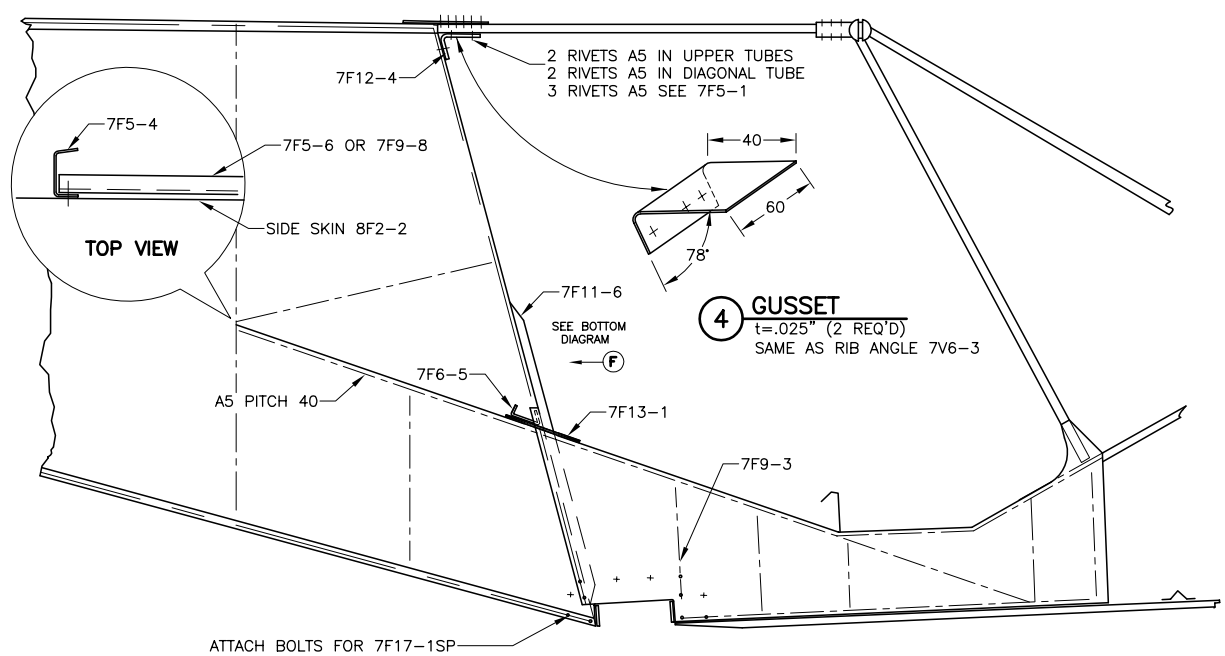 2 RIVETS A5 IN UPPER TUBES
2 RIVETS A5 IN DIAGONAL TUBE
3 RIVETS A5 SEE 7F5-1
7F12-4
7F5-4
7F5-6 OR 7F9-8
SIDE SKIN 8F2-2
TOP VIEW
40
60
78°
4 GUSSET
t=.025" (2 REQ'D)
SAME AS RIB ANGLE 7V6-3
7F11-6
SEE BOTTOM
DIAGRAM
F
7F6-5
A5 PITCH 40
7F13-1
7F9-3
ATTACH BOLTS FOR 7F17-1SP